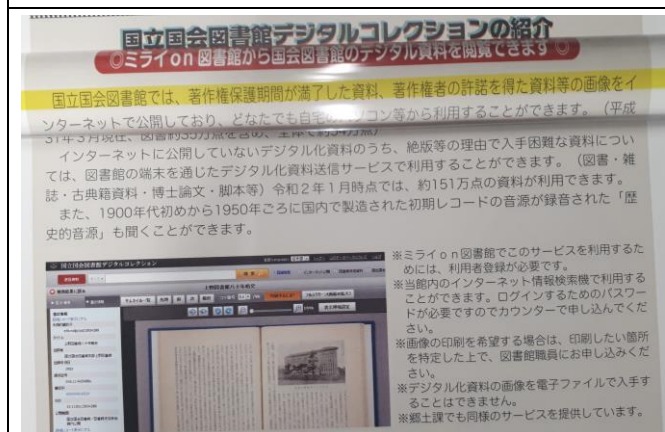 国立国会図書館デジタルコレクションの紹介
◎ミライon図書館から国会図書館のデジタル資料を閲覧できます◎
国立国会図書館では、著作権保護期間が満了した資料、著作権者の許諾を得た資料等の画像をイ
ンターネットで公開しており、どなたでも自宅のパソコン等から利用することができます。（平成
31年3月現在、図書約35万点を含め、全体で約54万点）
インターネットに公開していないデジタル化資料のうち、絶版等の理由で入手困難な資料につい
ては、図書館の端末を通じたデジタル化資料送信サービスで利用することができます。（図書・雑
誌・古典籍資料・博士論文・脚本等）令和2年1月時点では、約151万点の資料が利用できます。
また、1900年代初めから1950年ごろに国内で製造された初期レコードの音源が録音された「歴
史的音源」も聞くことができます。
国立国会図書館デジタルコレクション
※ミライon図書館でこのサービスを利用するた
めには、利用者登録が必要です。
※当館内のインターネット情報検索機で利用する
ことができます。ログインするためのパスワー
ドが必要ですのでカウンターで申し込んでくだ
さい。
※画像の印刷を希望する場合は、印刷したい箇所
を特定した上で、図書館職員にお申し込みくだ
さい。
※デジタル化資料の画像を電子ファイルで入手す
ることはできません。
※郷土課でも同様のサービスを提供しています。